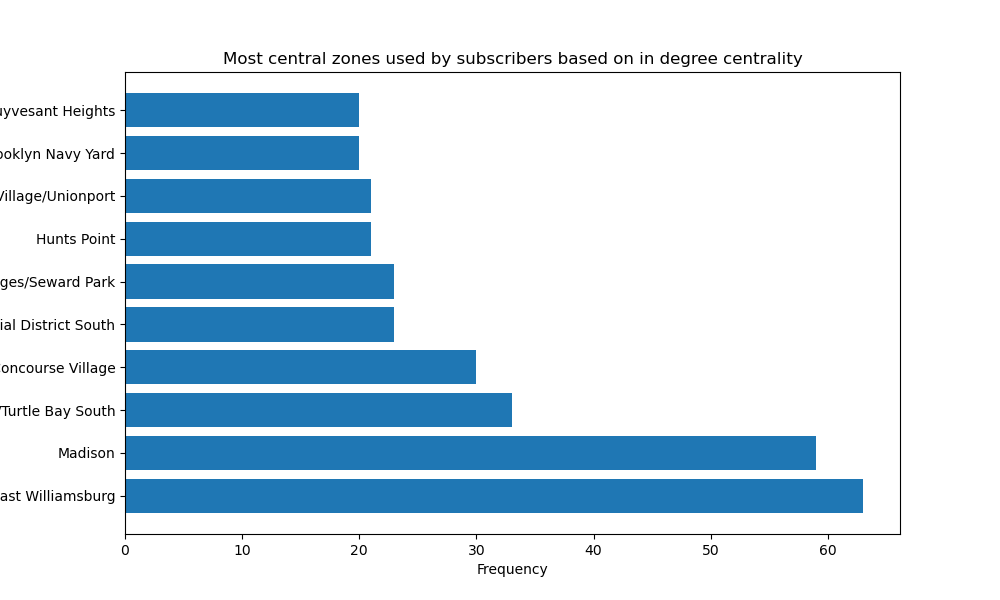 Most central zones used by subscribers based on in degree centrality
uyvesant Heights
ooklyn Navy Yard
Village/Unionport
Hunts Point
ges/Seward Park
ial District South
Concourse Village
/Turtle Bay South
Madison
ast Williamsburg
0 10 20 30 40 50 60
Frequency